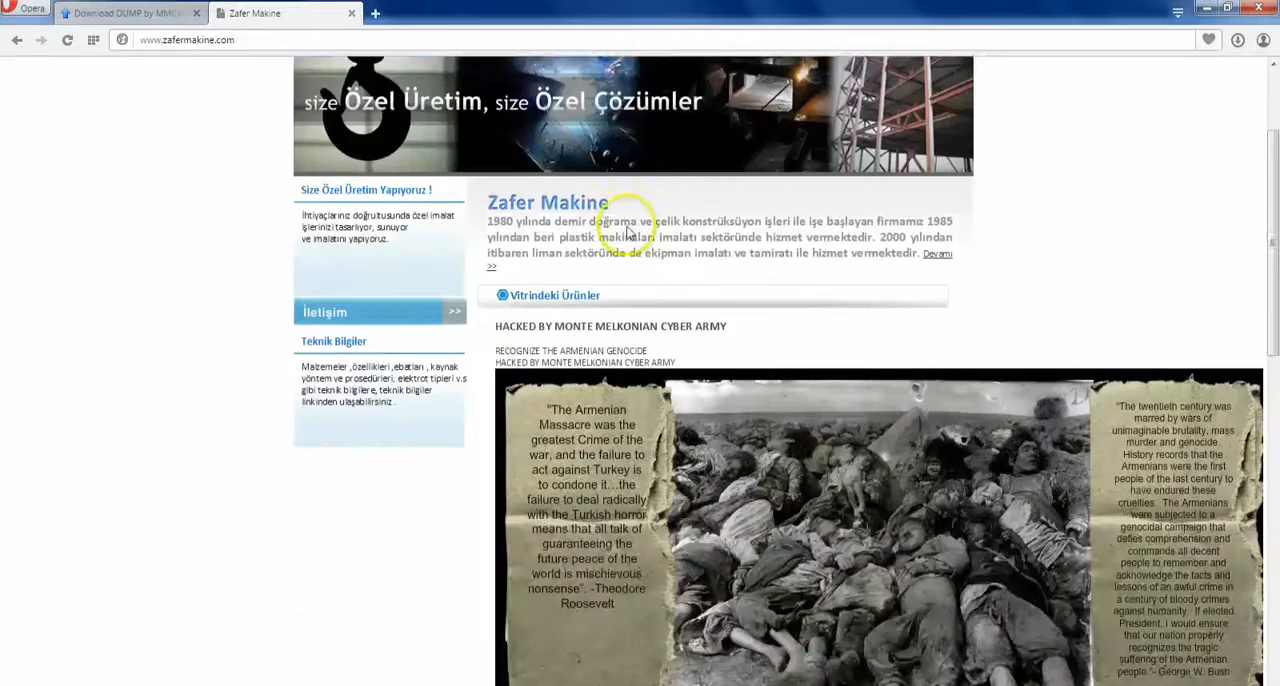 Opera
Download DUMP by MMC
Zafer Makine
www.zafermakine.com
size Özel Üretim, size Özel Çözümler
Size Özel Üretim Yapıyoruz !
İhtiyaçlarınız doğrultusunda özel imalat
işlerinizi tasarlıyor, sunuyor
ve imalatını yapıyoruz.
İletişim >>
Teknik Bilgiler
Malzemeler ,özellikleri ,ebatları , kaynak
yöntem ve prosedürleri, elektrot tipleri v.s
gibi teknik bilgilere, teknik bilgiler
linkinden ulaşabilirsiniz .
Zafer Makine
1980 yılında demir doğrama ve çelik konstrüksüyon işleri ile işe başlayan firmamız 1985
yılından beri plastik makinaları imalatı sektöründe hizmet vermektedir. 2000 yılından
itibaren liman sektöründe de ekipman imalatı ve tamiratı ile hizmet vermektedir. Devamı
>>
Vitrindeki Ürünler
HACKED BY MONTE MELKONIAN CYBER ARMY
RECOGNIZE THE ARMENIAN GENOCIDE
HACKED BY MONTE MELKONIAN CYBER ARMY
"The Armenian
Massacre was the
greatest Crime of the
war, and the failure to
act against Turkey is
to condone it...the
failure to deal radically
with the Turkish horror
means that all talk of
guaranteeing the
future peace of the
world is mischievous
nonsense". -Theodore
Roosevelt
"The twentieth century was
marred by wars of
unimaginable brutality, mass
murder and genocide.
History records that the
Armenians were the first
people of the last century to
have endured these
cruelties. The Armenians
were subjected to a
genocidal campaign that
defies comprehension and
commands all decent
people to remember and
acknowledge the facts and
lessons of an awful crime in
a century of bloody crimes
against humanity. If elected
President, I would ensure
that our nation properly
recognizes the tragic
suffering of the Armenian
people."- George W. Bush